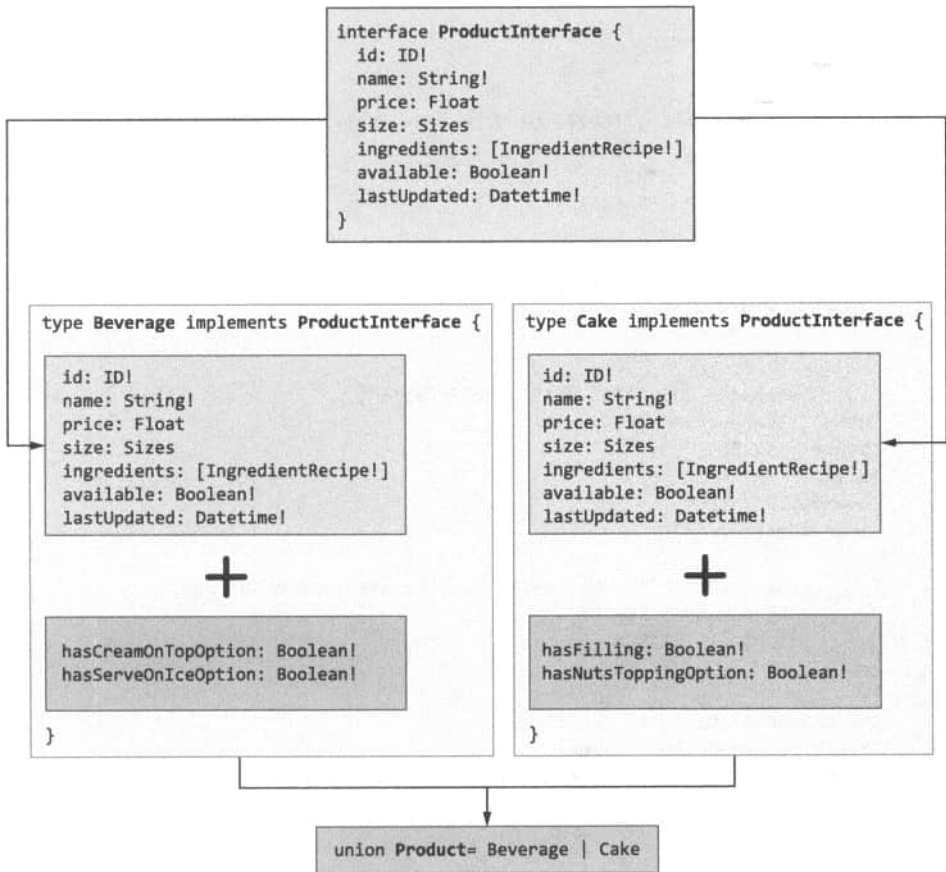 interface ProductInterface {
id: ID!
name: String!
price: Float
size: Sizes
ingredients: [IngredientRecipe!]
available: Boolean!
lastUpdated: Datetime!
}
type Beverage implements ProductInterface {
id: ID!
name: String!
price: Float
size: Sizes
ingredients: [IngredientRecipe!]
available: Boolean!
lastUpdated: Datetime!
+
hasCreamOnTopOption: Boolean!
hasServeOnIceOption: Boolean!
}
type Cake implements ProductInterface {
id: ID!
name: String!
price: Float
size: Sizes
ingredients: [IngredientRecipe!]
available: Boolean!
lastUpdated: Datetime!
+
hasFilling: Boolean!
hasNutsToppingOption: Boolean!
}
union Product= Beverage | Cake